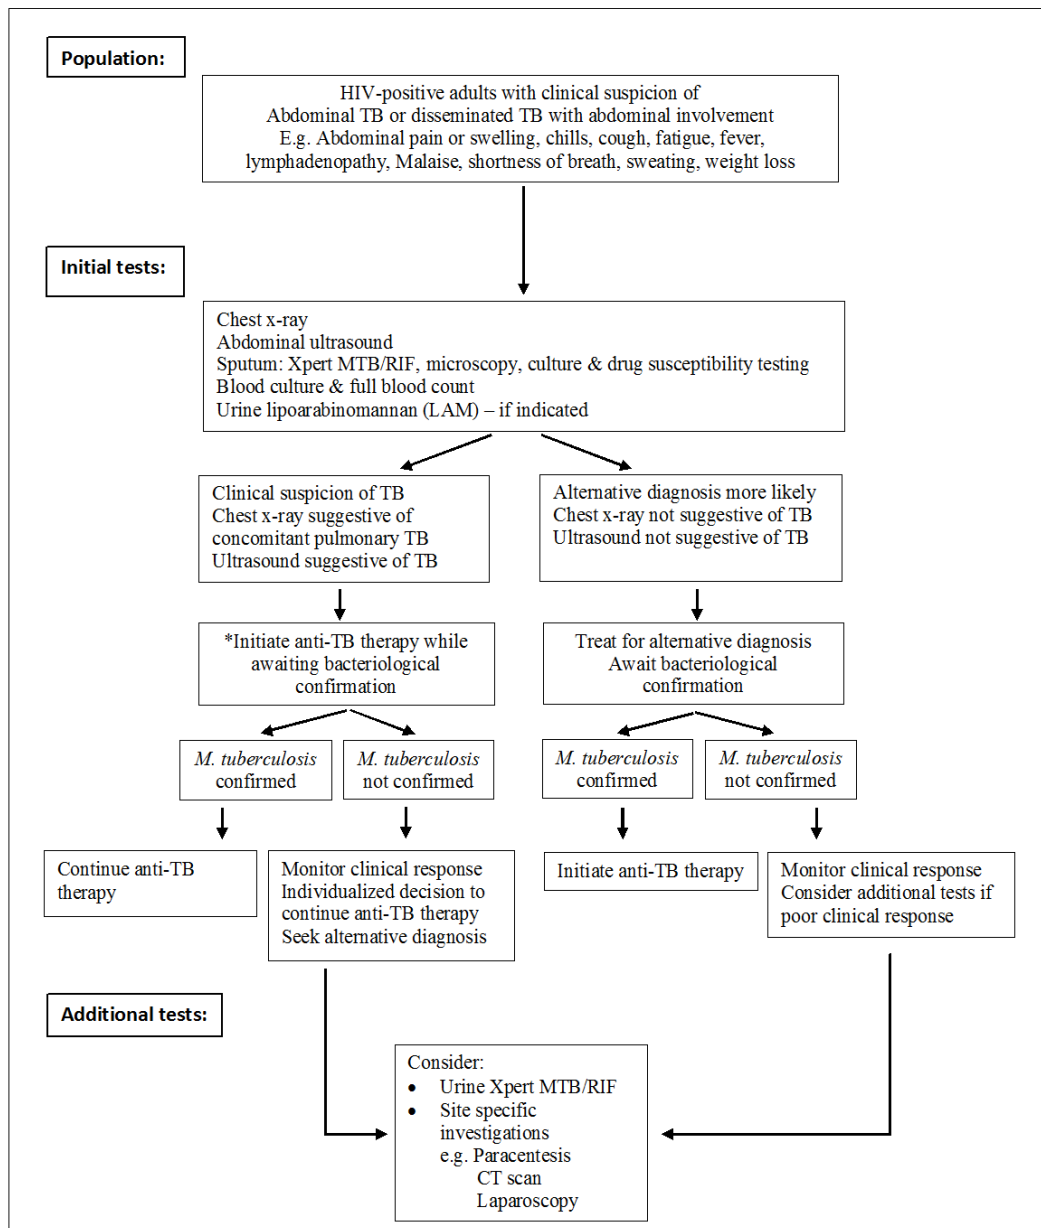 Population:
HIV-positive adults with clinical suspicion of
Abdominal TB or disseminated TB with abdominal involvement
E.g. Abdominal pain or swelling, chills, cough, fatigue, fever,
lymphadenopathy, Malaise, shortness of breath, sweating, weight loss
Initial tests:
Chest x-ray
Abdominal ultrasound
Sputum: Xpert MTB/RIF, microscopy, culture & drug susceptibility testing
Blood culture & full blood count
Urine lipoarabinomannan (LAM) – if indicated
Clinical suspicion of TB
Chest x-ray suggestive of
concomitant pulmonary TB
Ultrasound suggestive of TB
Alternative diagnosis more likely
Chest x-ray not suggestive of TB
Ultrasound not suggestive of TB
*Initiate anti-TB therapy while
awaiting bacteriological
confirmation
Treat for alternative diagnosis
Await bacteriological
confirmation
M. tuberculosis
confirmed
M. tuberculosis
not confirmed
M. tuberculosis
confirmed
M. tuberculosis
not confirmed
Continue anti-TB
therapy
Monitor clinical response
Individualized decision to
continue anti-TB therapy
Seek alternative diagnosis
Initiate anti-TB therapy
Monitor clinical response
Consider additional tests if
poor clinical response
Additional tests:
Consider:
• Urine Xpert MTB/RIF
• Site specific
investigations
e.g. Paracentesis
CT scan
Laparoscopy